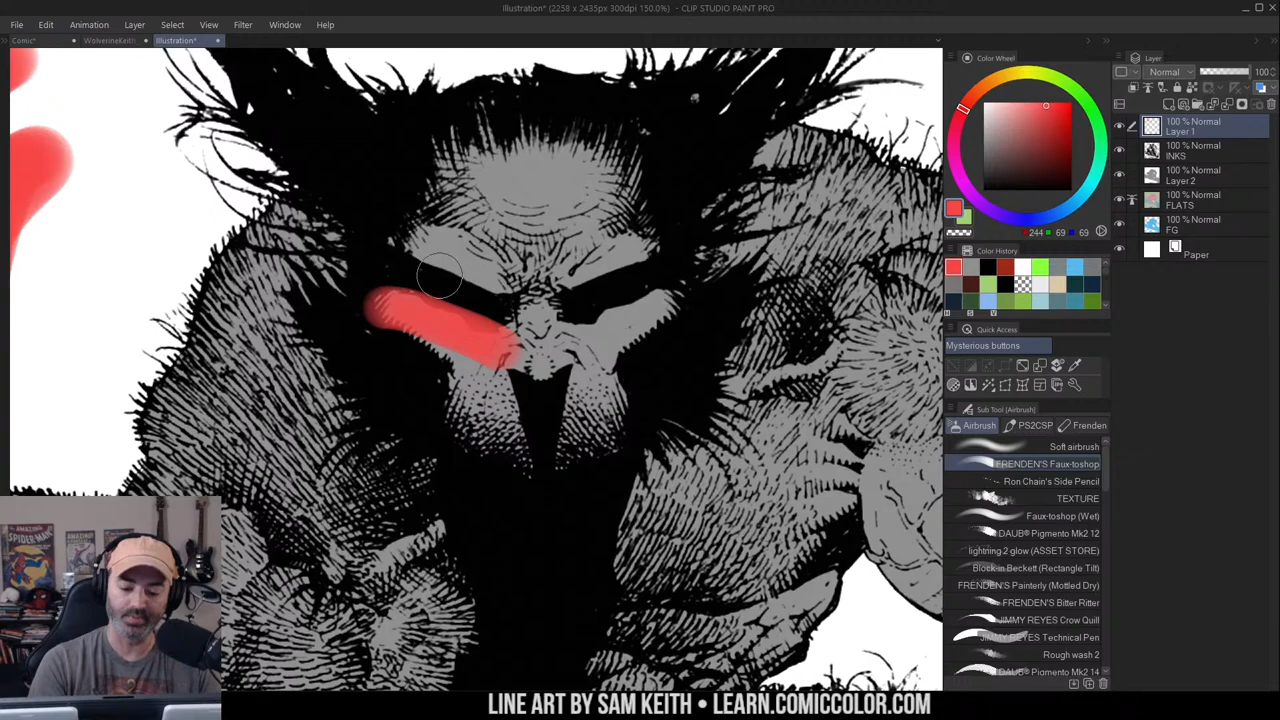 Illustration* (2258 x 2435px 300dpi 150.0%) - CLIP STUDIO PAINT PRO
File Edit Animation Layer Select View Filter Window Help
Comic* WolverineKeith Illustration*
Color Wheel
244 69 69
Color History
H S V
Quick Access
Mysterious buttons
Sub Tool [Airbrush]
Airbrush PS2CSP Frenden
Soft airbrush
FRENDEN'S Faux-toshop
Ron Chain's Side Pencil
TEXTURE
Faux-toshop (Wet)
DAUB® Pigmento Mk2 12
lightning 2 glow (ASSET STORE)
Block-in Beckett (Rectangle Tilt)
FRENDEN'S Painterly (Mottled Dry)
FRENDEN'S Bitter Ritter
JIMMY REYES Crow Quill
JIMMY REYES Technical Pen
Rough wash 2
DAUB® Pigmento Mk2 14
Layer
Normal 100
100 % Normal
Layer 1
100 % Normal
INKS
100 % Normal
Layer 2
100 % Normal
FLATS
100 % Normal
FG
Paper
AMAZING
SPIDER-MAN
LINE ART BY SAM KEITH • LEARN.COMICCOLOR.COM